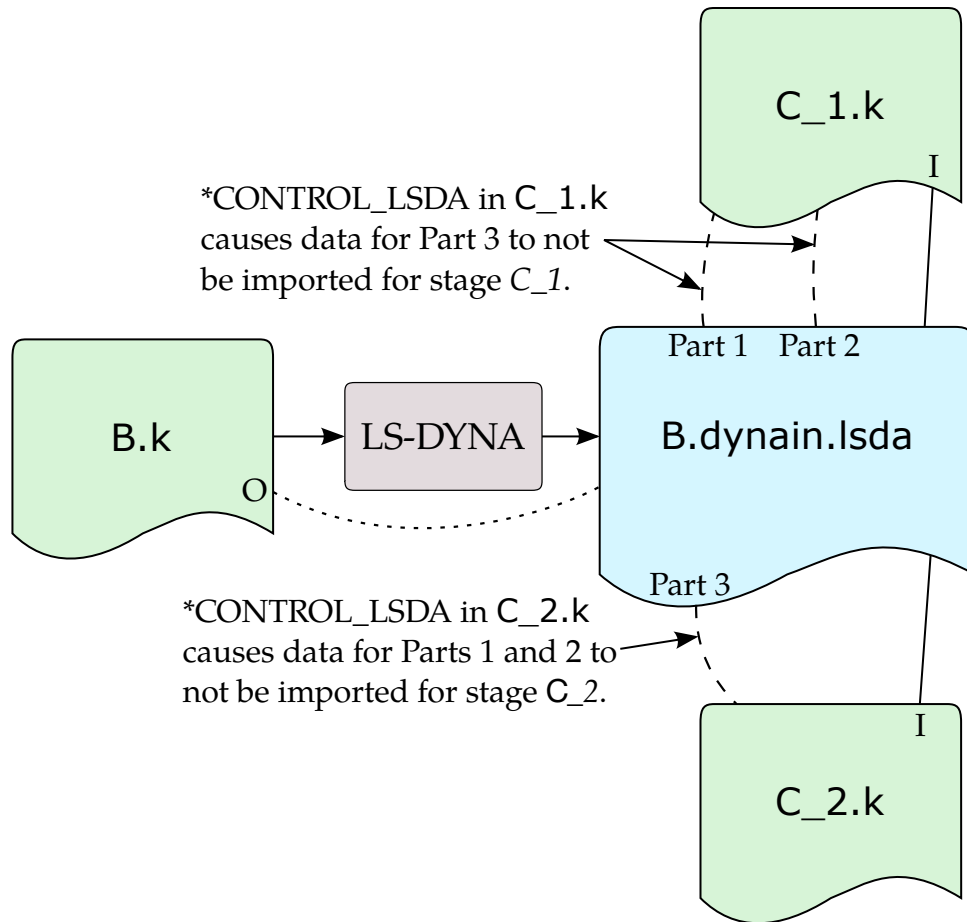 C_1.k
I
*CONTROL_LSDA in C_1.k
causes data for Part 3 to not
be imported for stage C_1.
Part 1
Part 2
B.k
LS-DYNA
B.dynain.lsda
O
Part 3
*CONTROL_LSDA in C_2.k
causes data for Parts 1 and 2 to
not be imported for stage C_2.
I
C_2.k